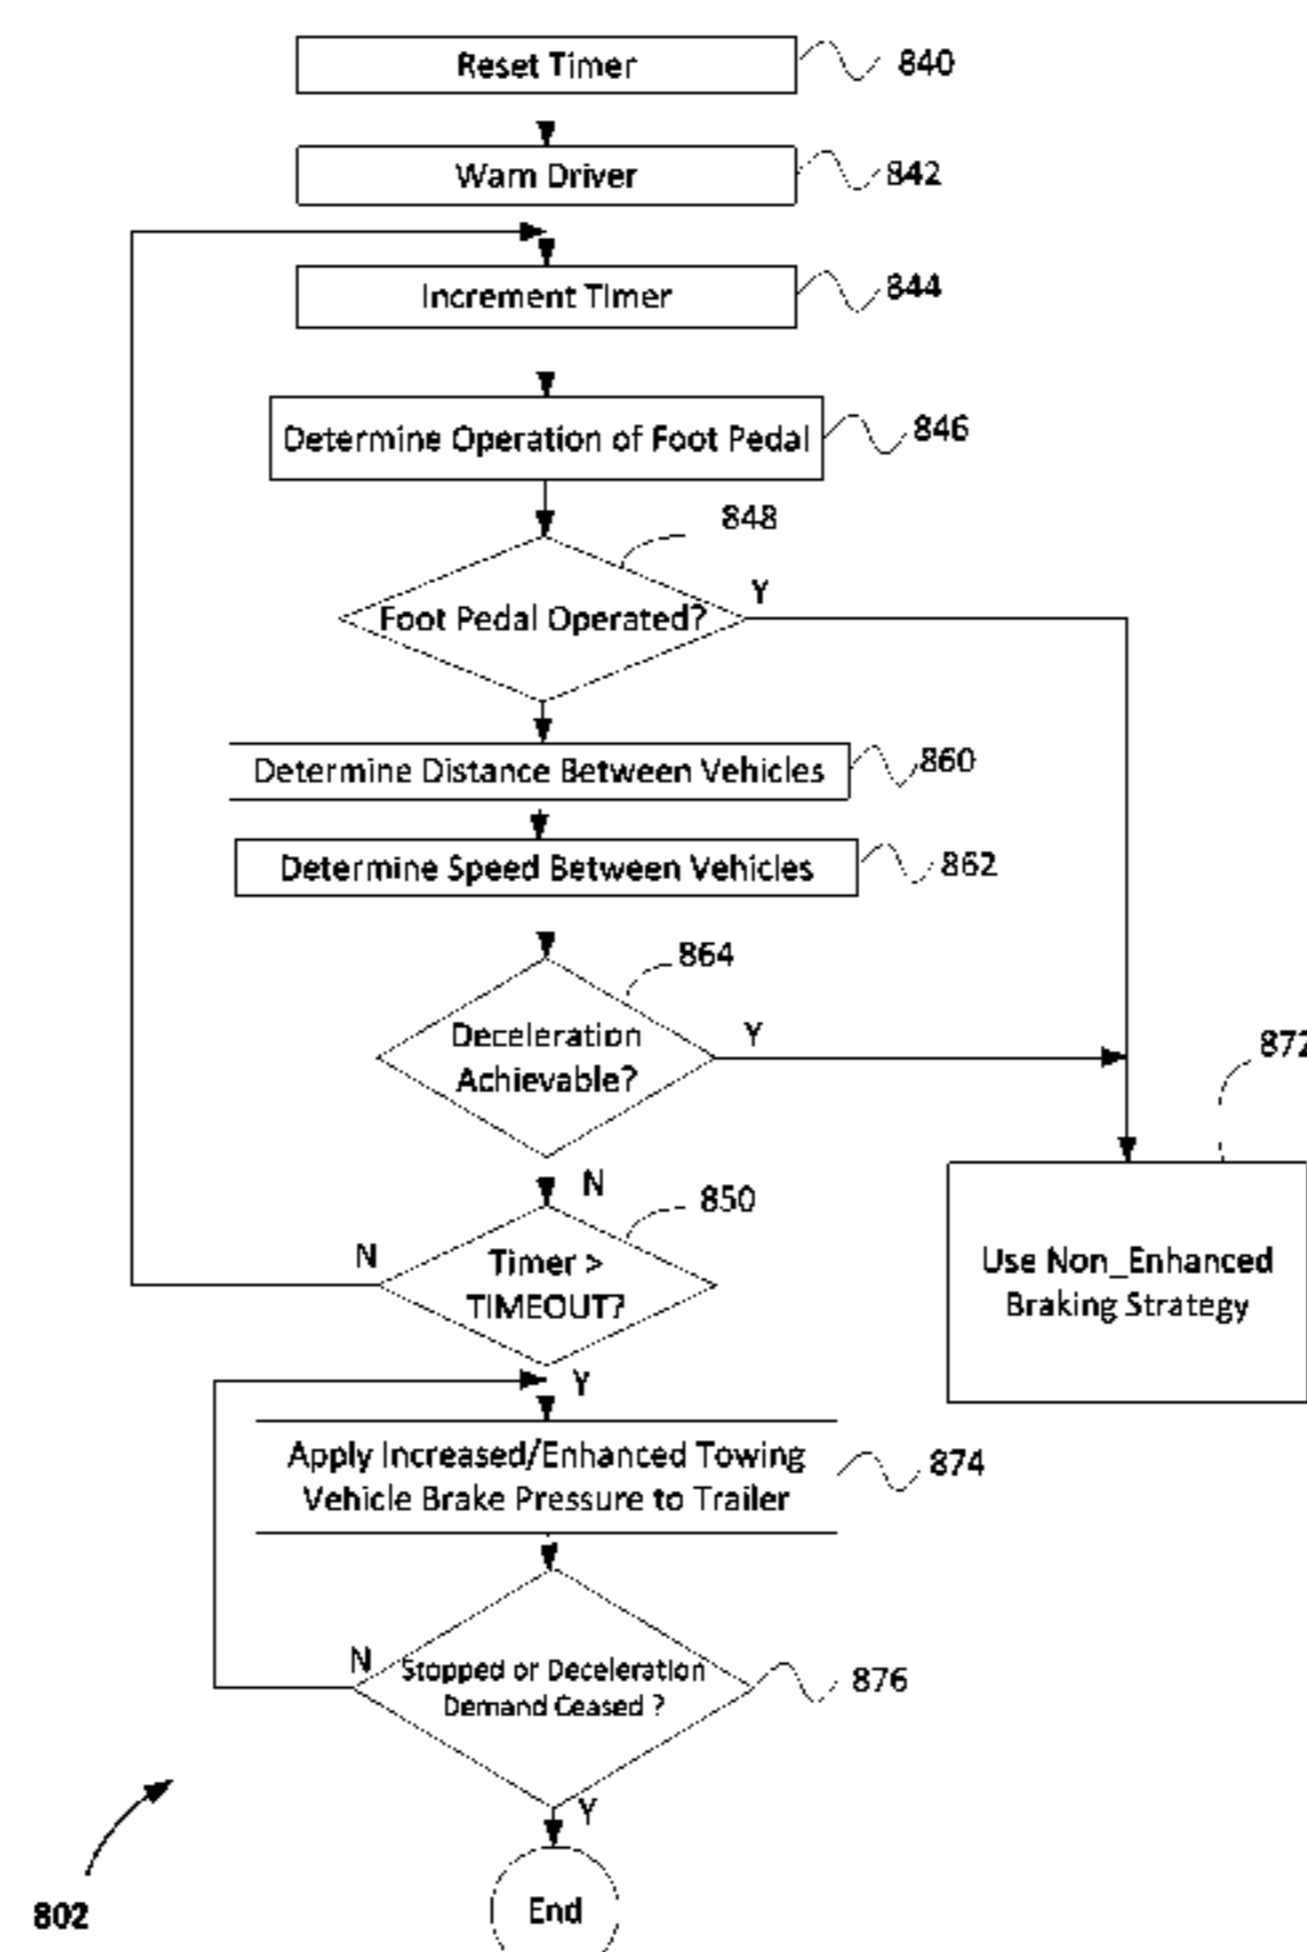 Reset Timer
840
Warn Driver
842
Increment Timer
844
Determine Operation of Foot Pedal
846
848
Foot Pedal Operated?
Y
Determine Distance Between Vehicles
860
Determine Speed Between Vehicles
862
864
Deceleration
Achievable?
Y
872
N
850
N
Timer >
TIMEOUT?
Use Non_Enhanced
Braking Strategy
Y
Apply Increased/Enhanced Towing
Vehicle Brake Pressure to Trailer
874
N
Stopped or Deceleration
Demand Ceased ?
876
Y
802
End